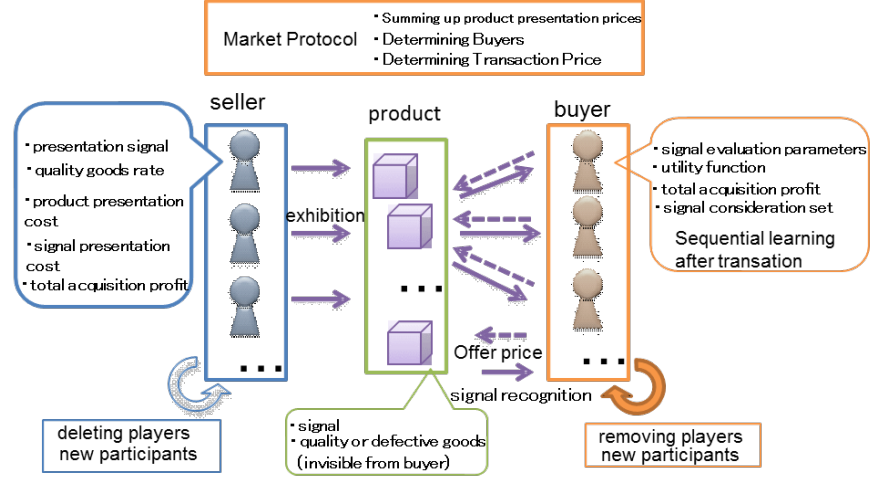 Market Protocol
・Summing up product presentation prices
・Determining Buyers
・Determining Transaction Price
seller
product
buyer
・presentation signal
・quality goods rate
・product presentation
cost
・signal presentation
cost
・total acquisition profit
exhibition
・signal evaluation parameters
・utility function
・total acquisition profit
・signal consideration set
Sequential learning
after transation
...
...
...
Offer price
signal recognition
deleting players
new participants
・signal
・quality or defective goods
(invisible from buyer)
removing players
new participants